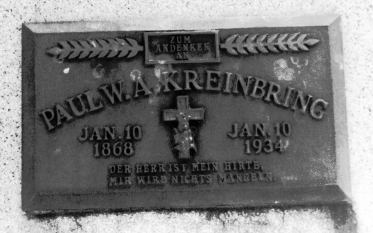 ZUM
ANDENKEN
AN
PAUL W. A. KREINBRING
JAN. 10 JAN. 10
1868 1934
DER HERR IST MEIN HIRTE,
MIR WIRD NICHTS MANGELN